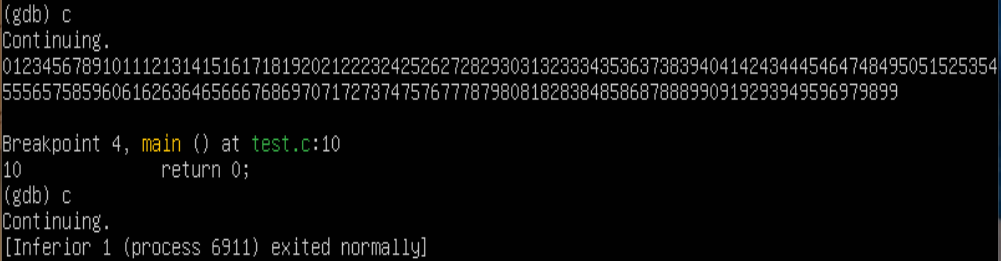 (gdb) c
Continuing.
0123456789101112131415161718192021222324252627282930313233343536373839404142434445464748495051525354
555657585960616263646566676869707172737475767778798081828384858687888990919293949596979899
Breakpoint 4, main () at test.c:10
10 return 0;
(gdb) c
Continuing.
[Inferior 1 (process 6911) exited normally]